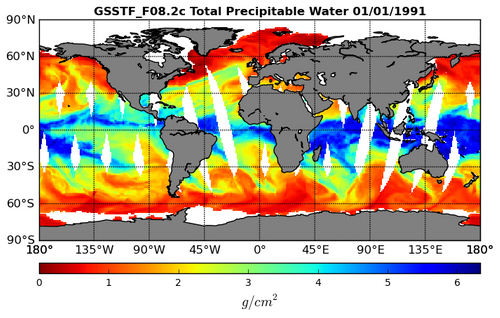 GSSTF_F08.2c Total Precipitable Water 01/01/1991
90°N
60°N
30°N
0°
30°S
60°S
90°S
180° 135°W 90°W 45°W 0° 45°E 90°E 135°E 180°
0 1 2 3 4 5 6
g/cm²